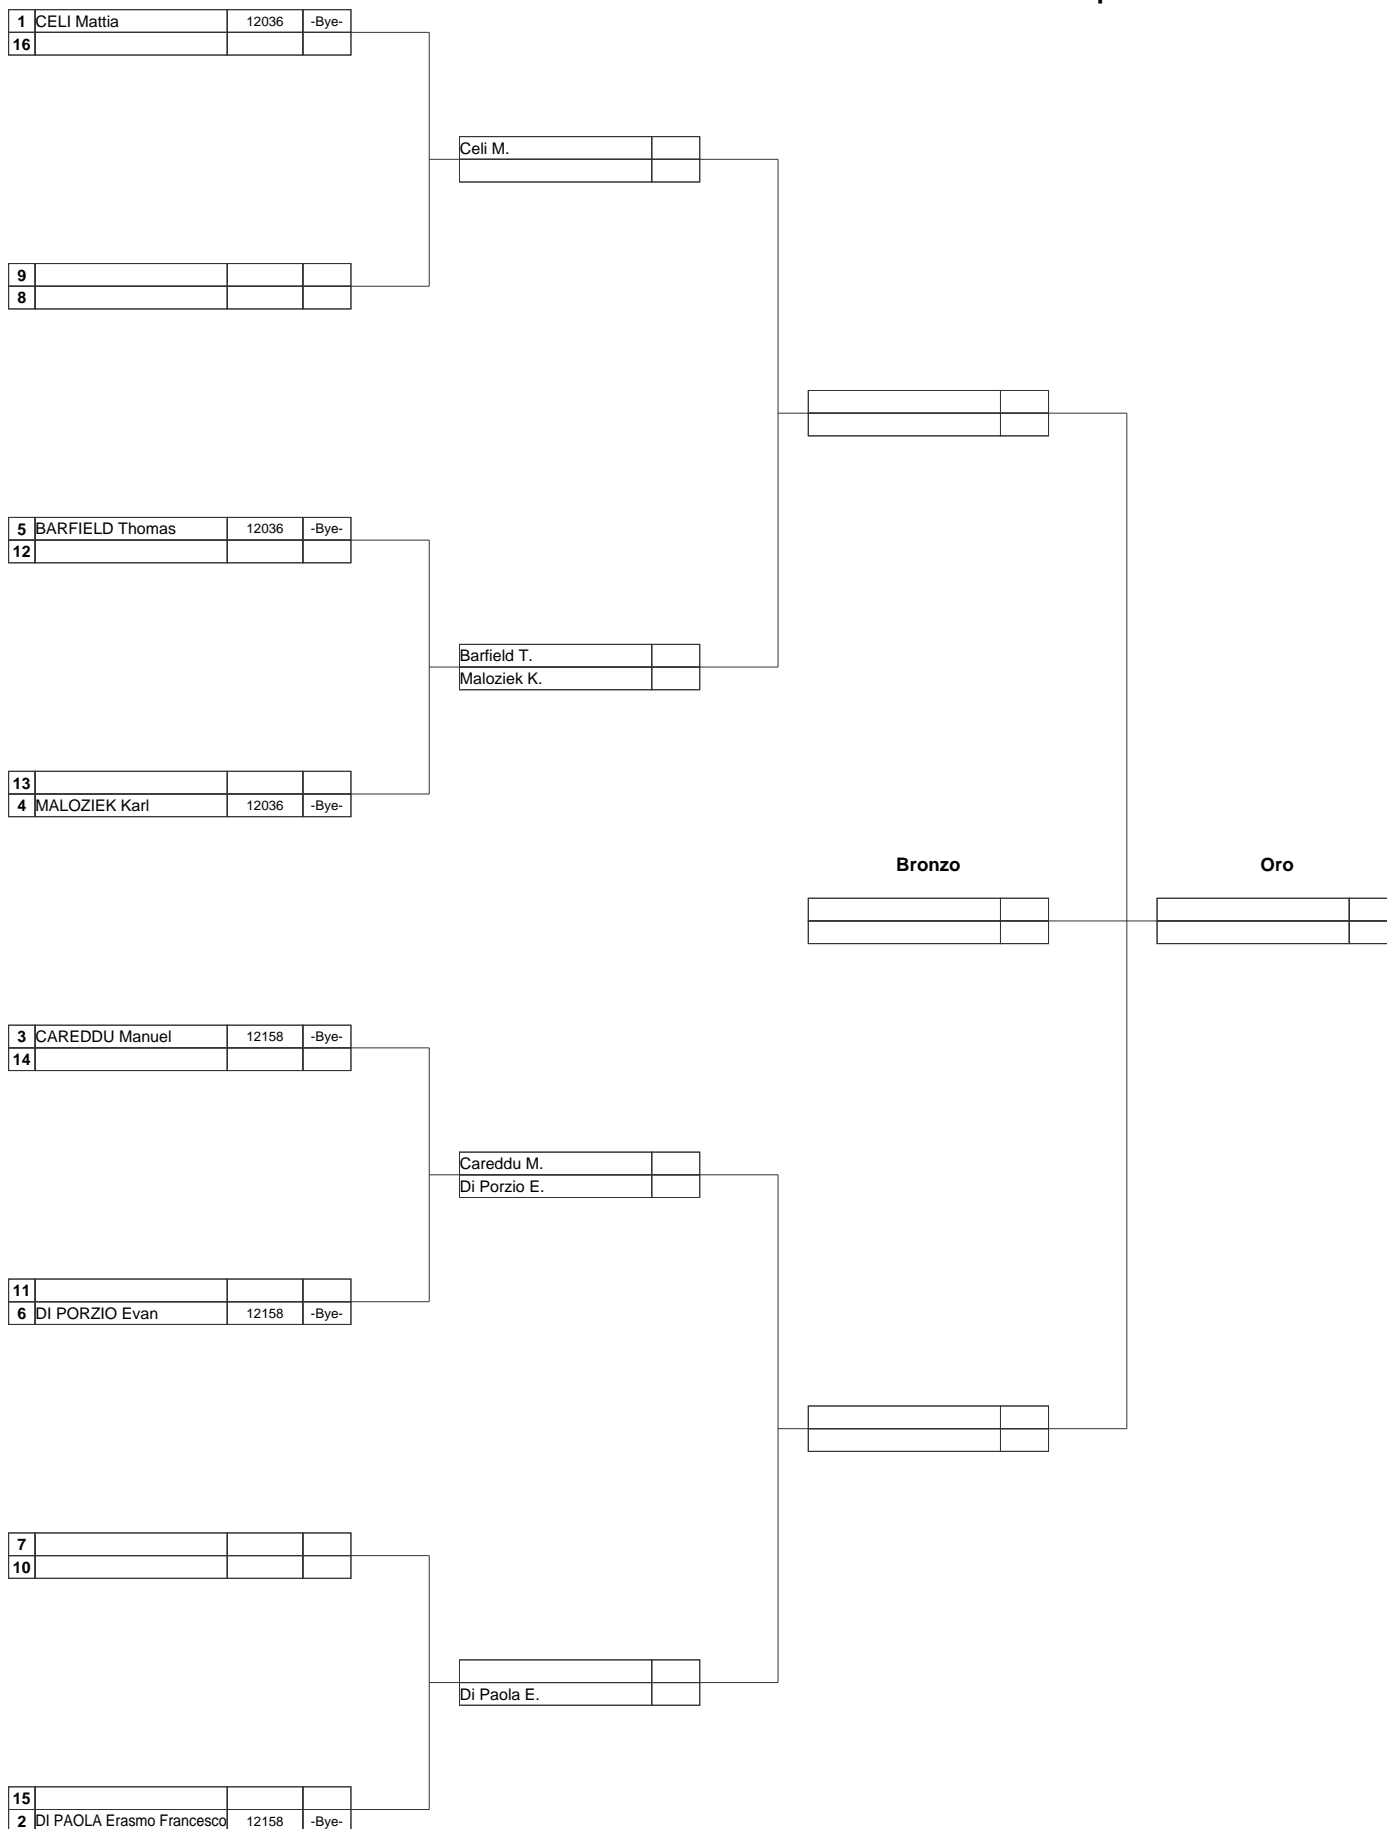 1 CELI Mattia 12036 -Bye-
16
Celi M.
9
8
5 BARFIELD Thomas 12036 -Bye-
12
Barfield T.
Maloziek K.
13
4 MALOZIEK Karl 12036 -Bye-
Bronzo Oro
3 CAREDDU Manuel 12158 -Bye-
14
Careddu M.
Di Porzio E.
11
6 DI PORZIO Evan 12158 -Bye-
7
10
Di Paola E.
15
2 DI PAOLA Erasmo Francesco 12158 -Bye-